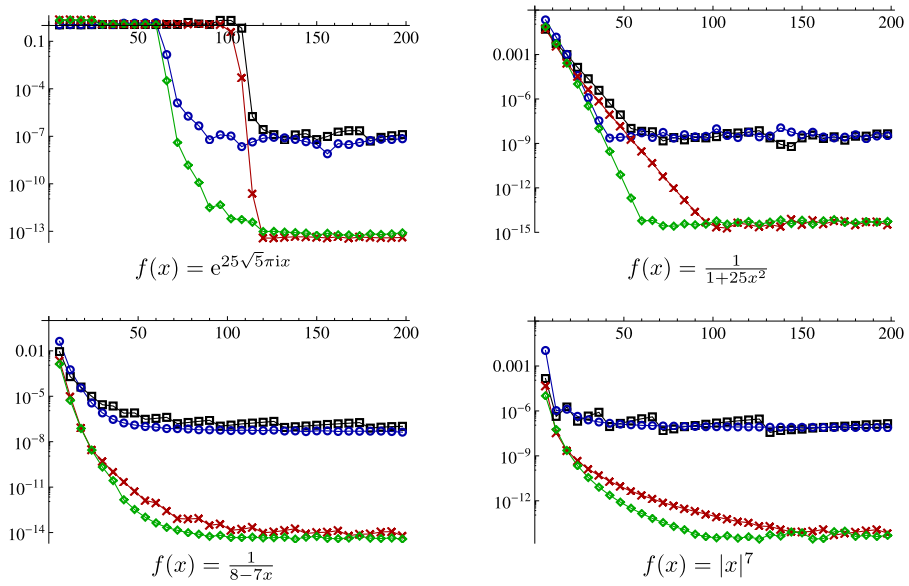 50 100 150 200
0.1
10^-4
10^-7
10^-10
10^-13
f(x) = e^{25√5πix}
50 100 150 200
0.001
10^-6
10^-9
10^-12
10^-15
f(x) = 1/(1+25x^2)
50 100 150 200
0.01
10^-5
10^-8
10^-11
10^-14
f(x) = 1/(8−7x)
50 100 150 200
0.001
10^-6
10^-9
10^-12
f(x) = |x|^7